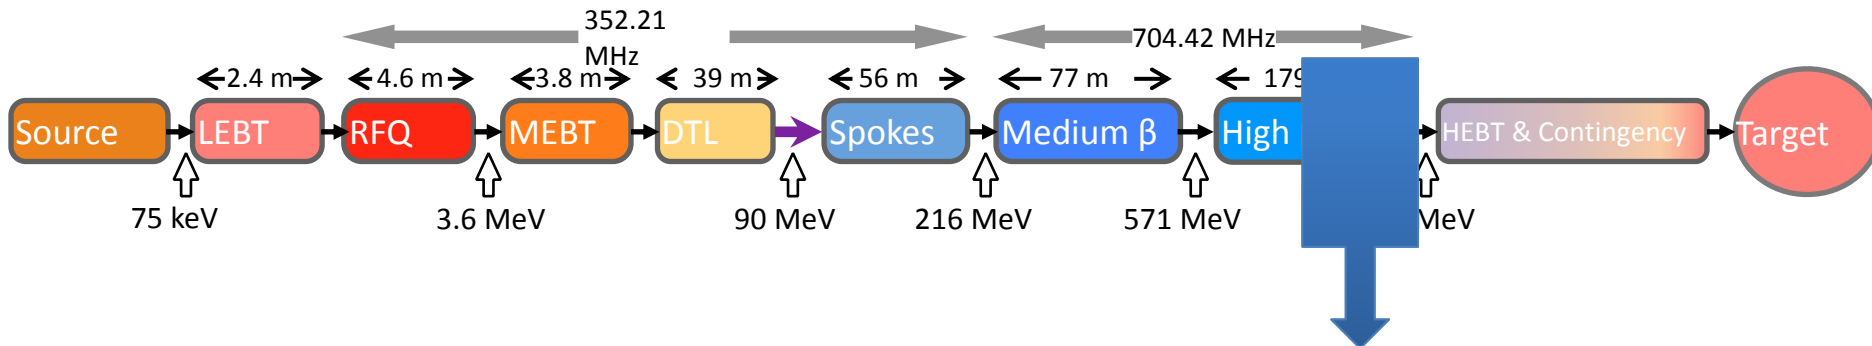 352.21
MHz
704.42 MHz
2.4 m
4.6 m
3.8 m
39 m
56 m
77 m
179
Source
LEBT
RFQ
MEBT
DTL
Spokes
Medium β
High
HEBT & Contingency
Target
75 keV
3.6 MeV
90 MeV
216 MeV
571 MeV
MeV